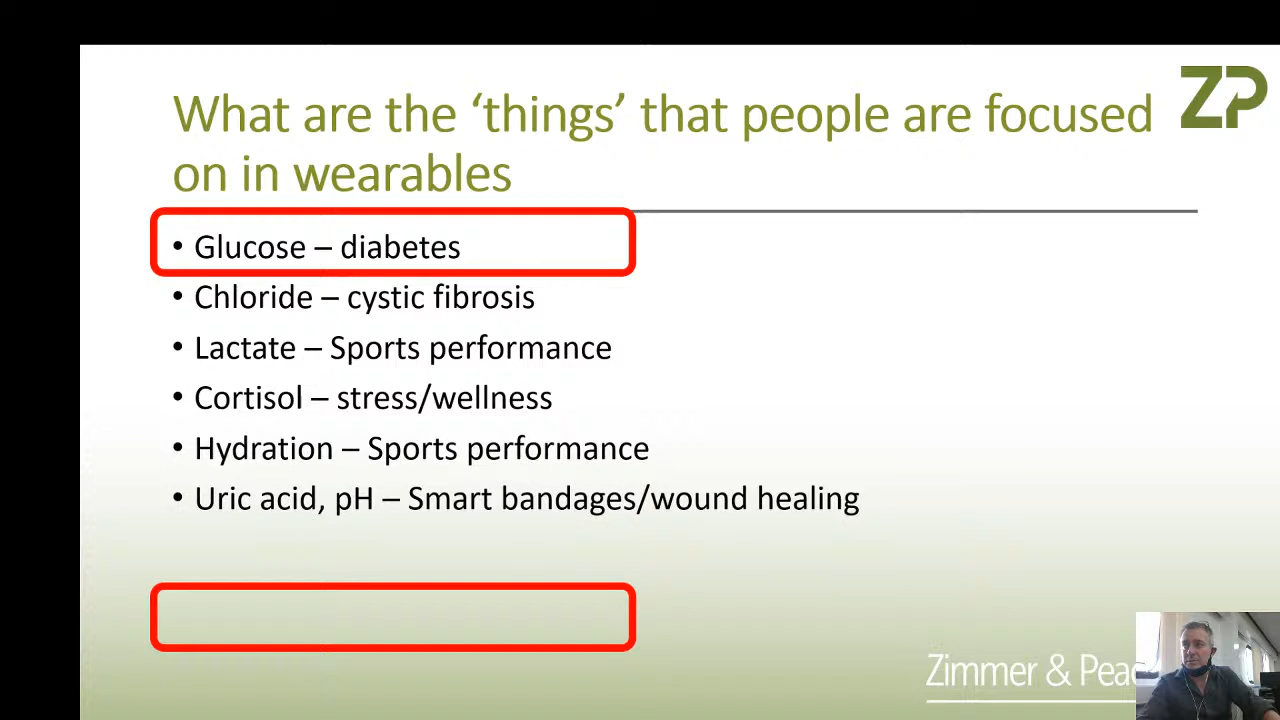 ZP
What are the ‘things’ that people are focused
on in wearables
• Glucose – diabetes
• Chloride – cystic fibrosis
• Lactate – Sports performance
• Cortisol – stress/wellness
• Hydration – Sports performance
• Uric acid, pH – Smart bandages/wound healing
Zimmer & Peac